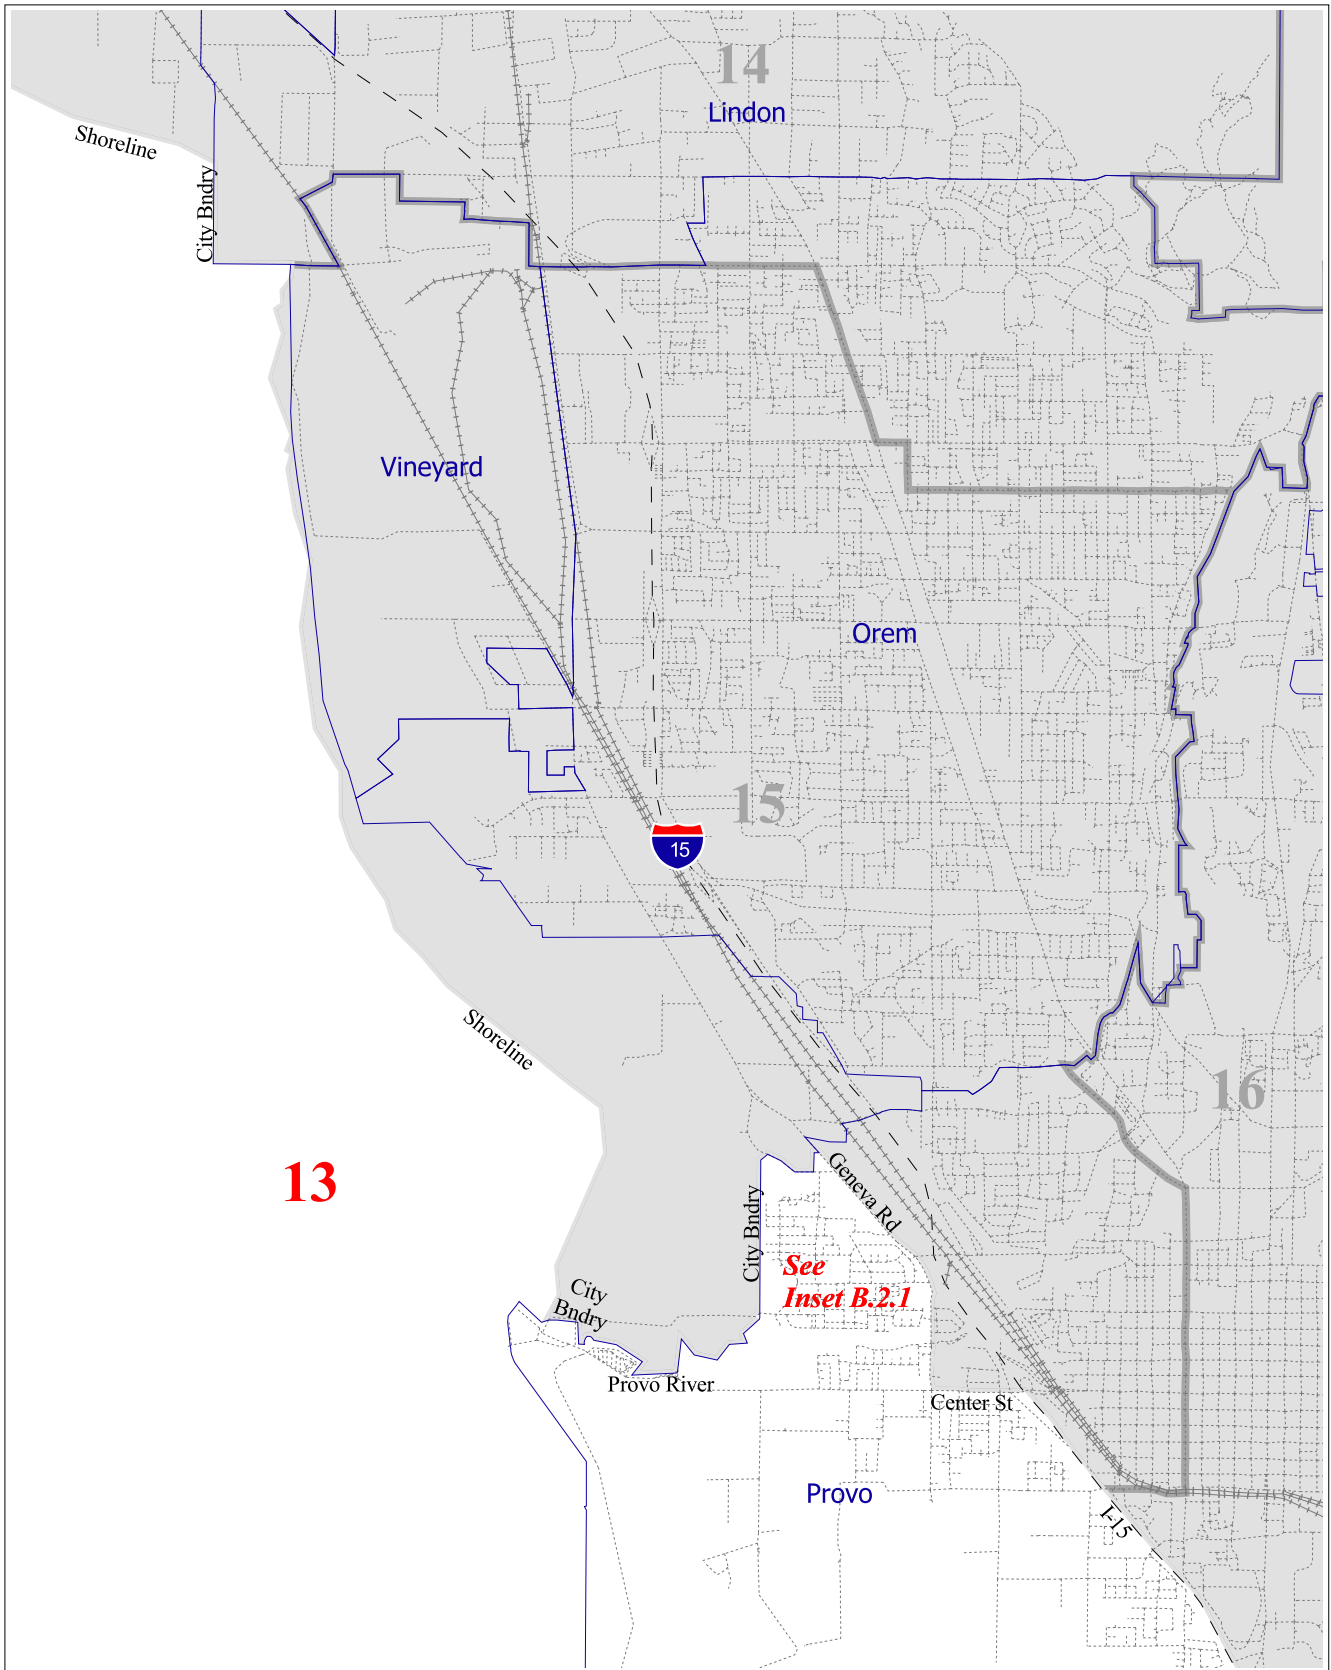 14
Lindon
Shoreline
City Bndry
Vineyard
Orem
15
15
Shoreline
16
13
Geneva Rd
City Bndry
See
Inset B.2.1
City
Bndry
Provo River
Center St
Provo
I-15